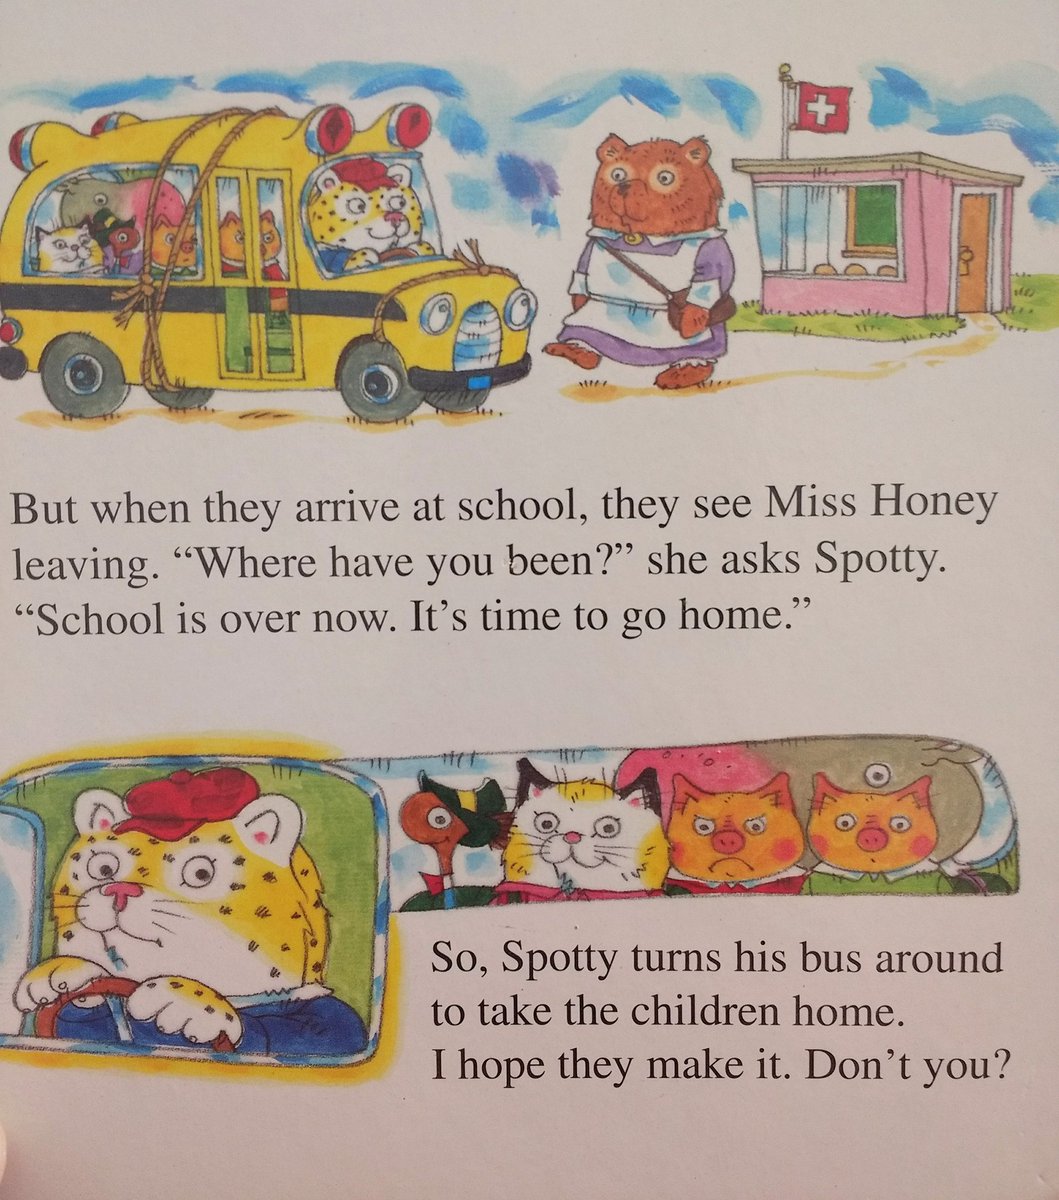 But when they arrive at school, they see Miss Honey
leaving. “Where have you been?” she asks Spotty.
“School is over now. It’s time to go home.”
So, Spotty turns his bus around
to take the children home.
I hope they make it. Don’t you?